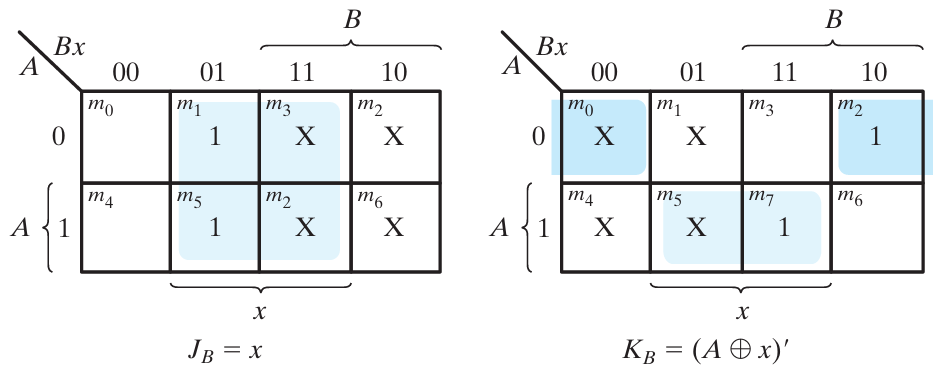 B B
Bx Bx
A A
00 01 11 10 00 01 11 10
m0 m1 m3 m2 m0 m1 m3 m2
0 1 X X 0 X X 1
m4 m5 m2 m6 m4 m5 m7 m6
A 1 1 X X A 1 X X 1
x x
J_B = x K_B = (A ⊕ x)′